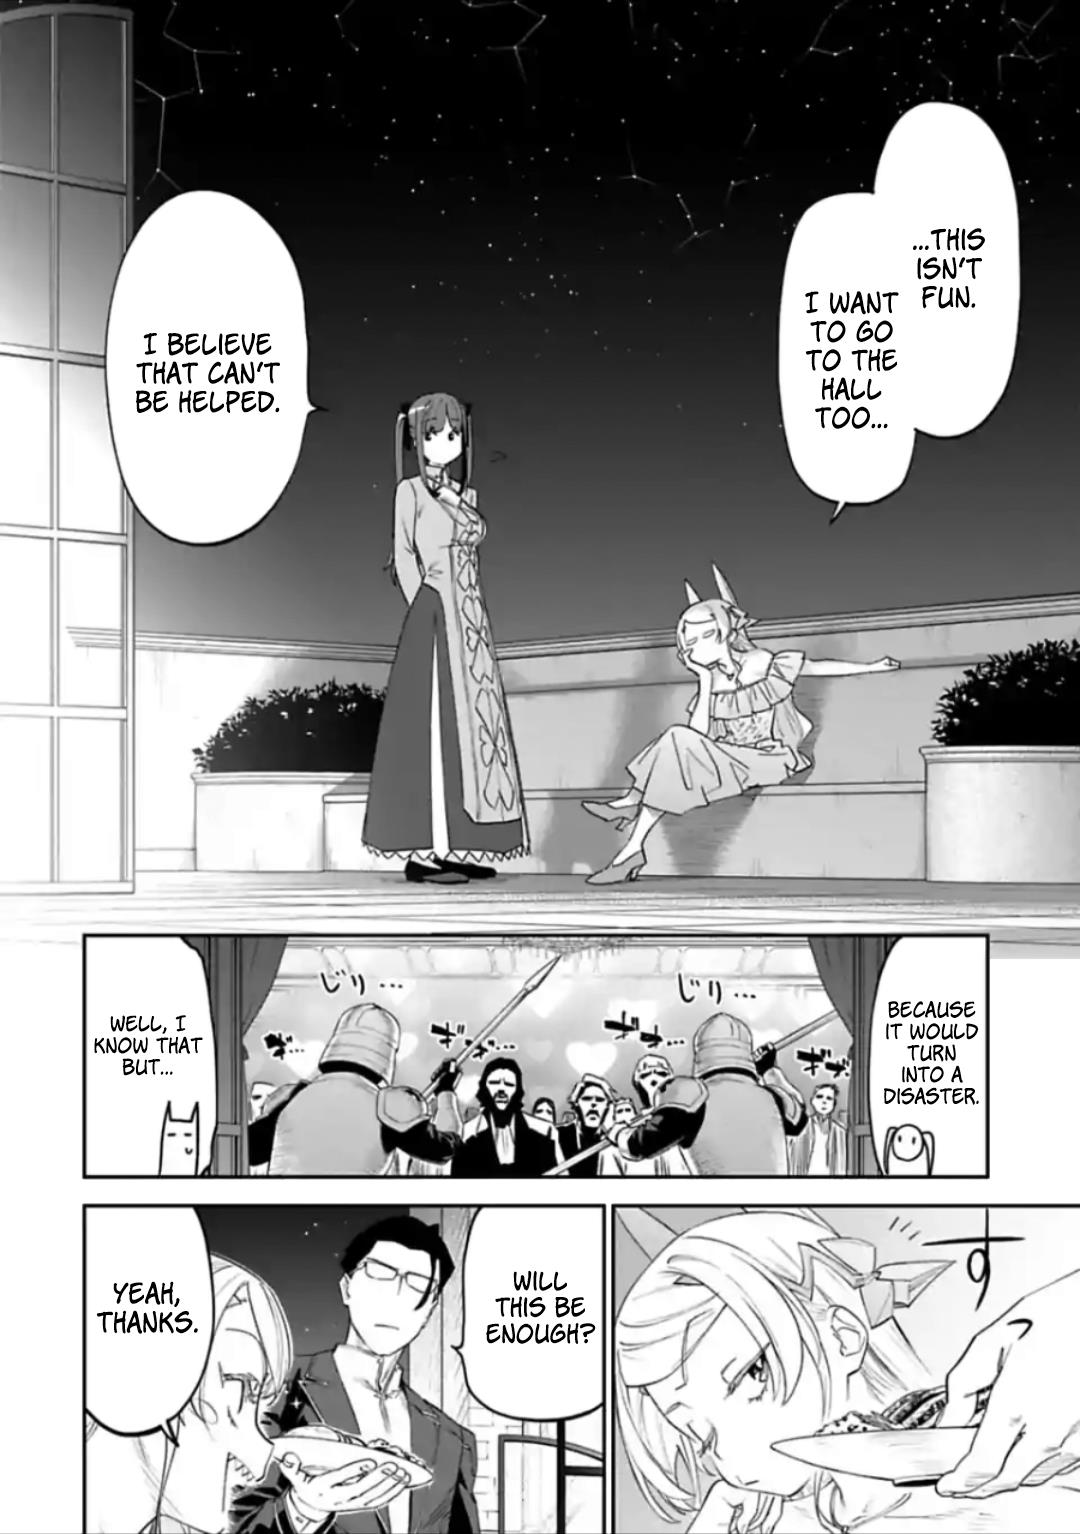 ...THIS
ISN'T
FUN.
I WANT
TO GO
TO THE
HALL
TOO...
I BELIEVE
THAT CAN'T
BE HELPED.
BECAUSE
IT WOULD
TURN
INTO A
DISASTER.
じり...
じり...
WELL, I
KNOW THAT
BUT...
す
WILL
THIS BE
ENOUGH?
YEAH,
THANKS.